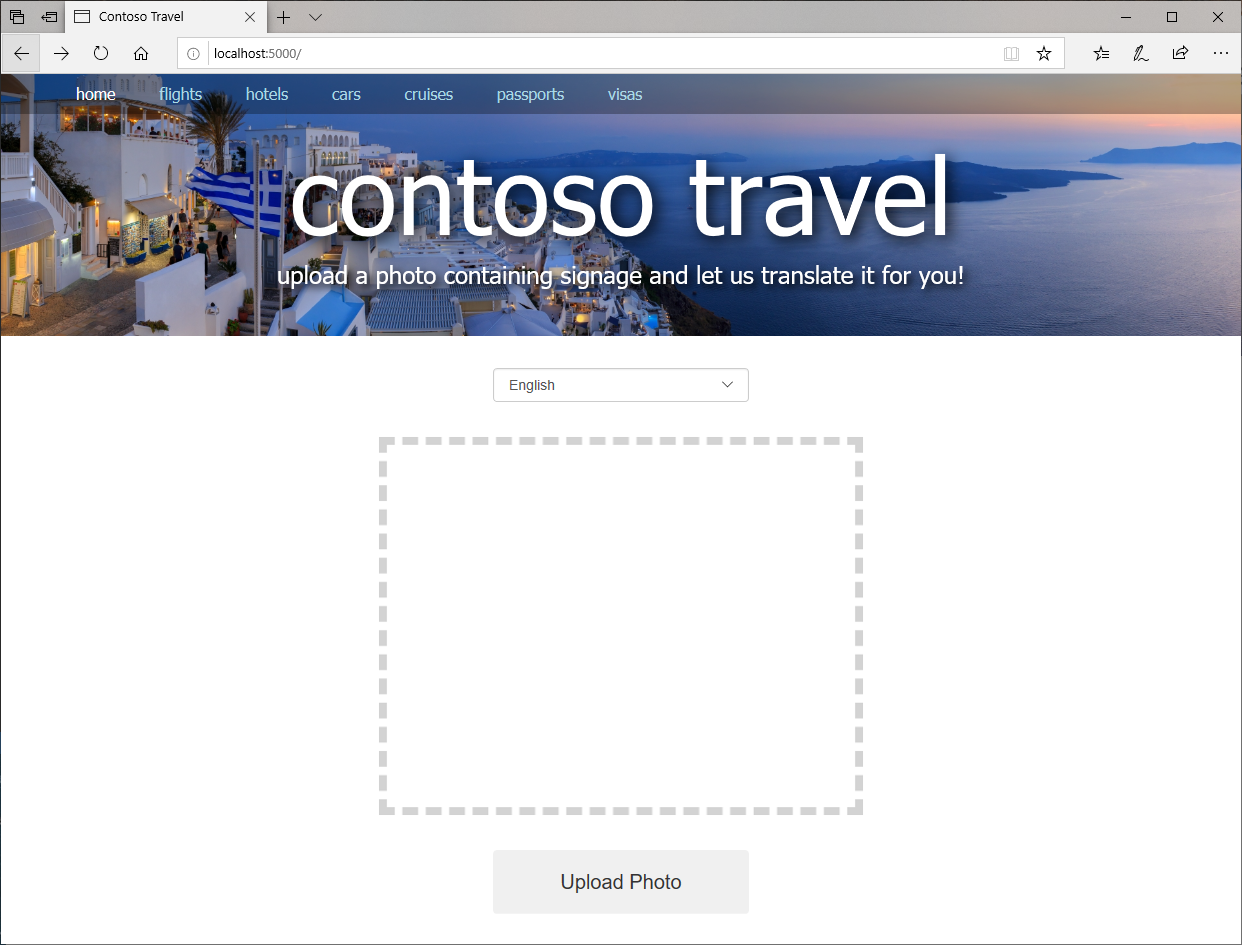 Contoso Travel
localhost:5000/
home flights hotels cars cruises passports visas
contoso travel
upload a photo containing signage and let us translate it for you!
English
Upload Photo